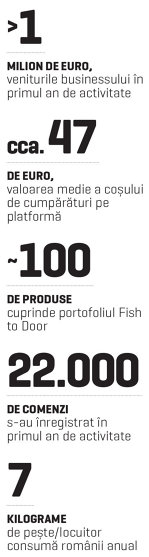 >1
MILION DE EURO,
veniturile businessului în
primul an de activitate
cca. 47
DE EURO,
valoarea medie a coșului
de cumpărături pe
platformă
~100
DE PRODUSE
cuprinde portofoliul Fish
to Door
22.000
DE COMENZI
s-au înregistrat în
primul an de activitate
7
KILOGRAME
de pește/locuitor
consumă românii anual